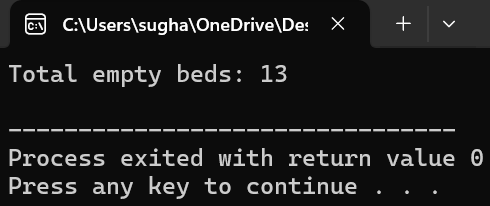 C:\Users\sugha\OneDrive\Des
Total empty beds: 13
--------------------------------
Process exited with return value 0
Press any key to continue . . .